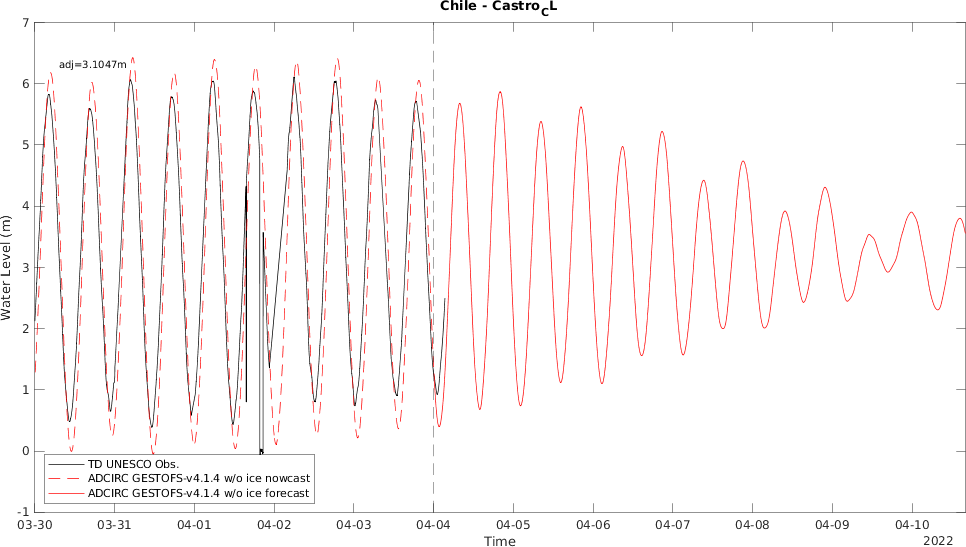 Chile - Castro_CL
7
6
5
4
3
2
1
0
-1
adj=3.1047m
Water Level (m)
TD UNESCO Obs.
ADCIRC GESTOFS-v4.1.4 w/o ice nowcast
ADCIRC GESTOFS-v4.1.4 w/o ice forecast
03-30 03-31 04-01 04-02 04-03 04-04 04-05 04-06 04-07 04-08 04-09 04-10
Time
2022